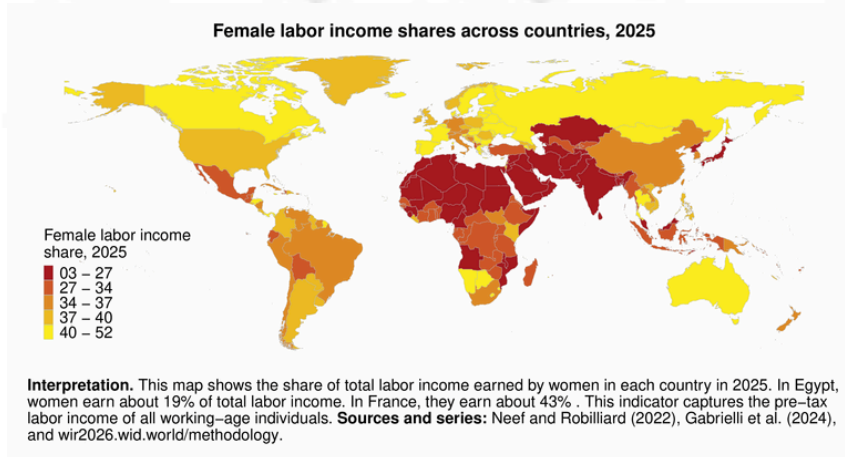 Female labor income shares across countries, 2025
Female labor income
share, 2025
03 − 27
27 − 34
34 − 37
37 − 40
40 − 52
Interpretation. This map shows the share of total labor income earned by women in each country in 2025. In Egypt,
women earn about 19% of total labor income. In France, they earn about 43% . This indicator captures the pre−tax
labor income of all working−age individuals. Sources and series: Neef and Robilliard (2022), Gabrielli et al. (2024),
and wir2026.wid.world/methodology.